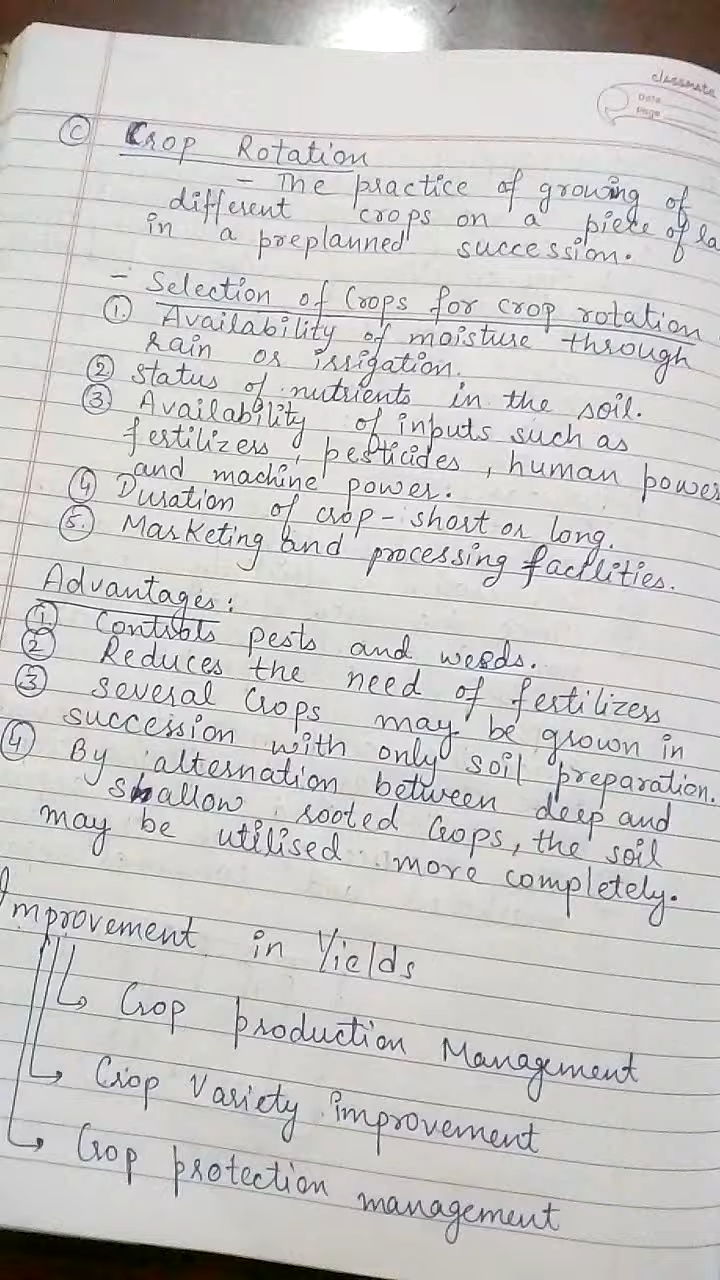 classmate
Date
Page
(c) Crop Rotation
- The practice of growing of
different crops on a piece of la
in a preplanned succession.
- Selection of Crops for crop rotation
(1.) Availability of moisture through
Rain or irrigation.
(2) Status of nutrients in the soil.
(3) Availability of inputs such as
fertilizers, pesticides, human power
and machine power.
(4) Duration of crop - short or long.
(5.) Marketing and processing facilities.
Advantages:
(1.) Controls pests and weeds.
(2) Reduces the need of fertilizers
(3) Several Crops may be grown in
succession with only soil preparation.
(4) By alternation between deep and
shallow rooted Crops, the soil
may be utilised more completely.
Improvement in Yields
↳ Crop production Management
↳ Crop Variety improvement
↳ Crop protection management